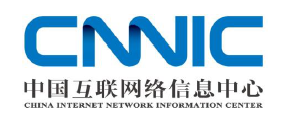 CNNIC
中国互联网络信息中心
CHINA INTERNET NETWORK INFORMATION CENTER